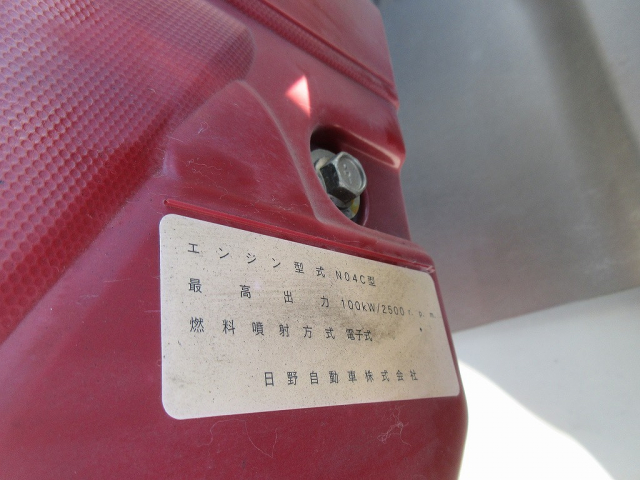 エンジン型式 N04C型
最高出力 100kW/2500r.p.m.
燃料噴射方式 電子式
日野自動車株式会社